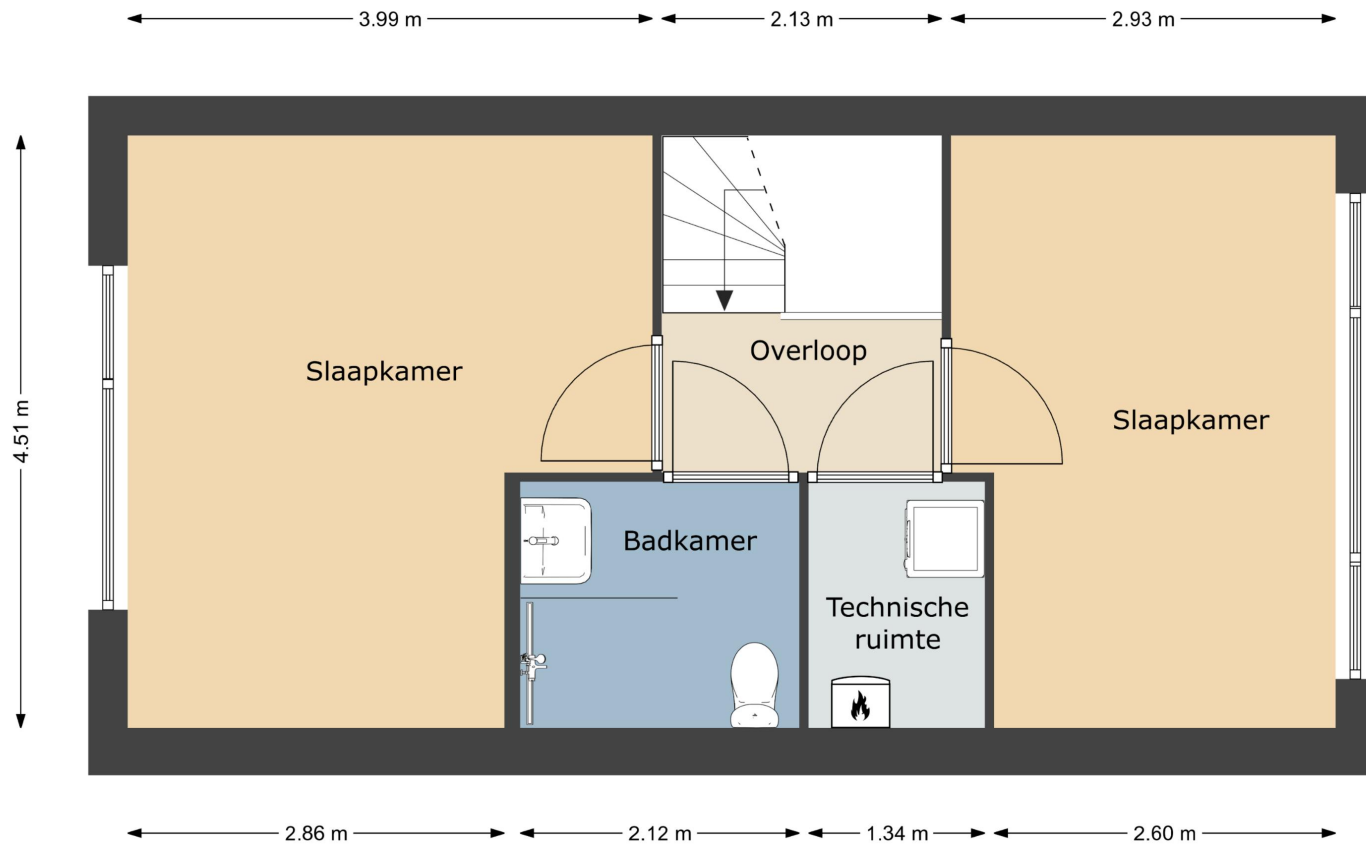 3.99 m
2.13 m
2.93 m
4.51 m
Overloop
Slaapkamer
Slaapkamer
Badkamer
Technische
ruimte
2.86 m
2.12 m
1.34 m
2.60 m